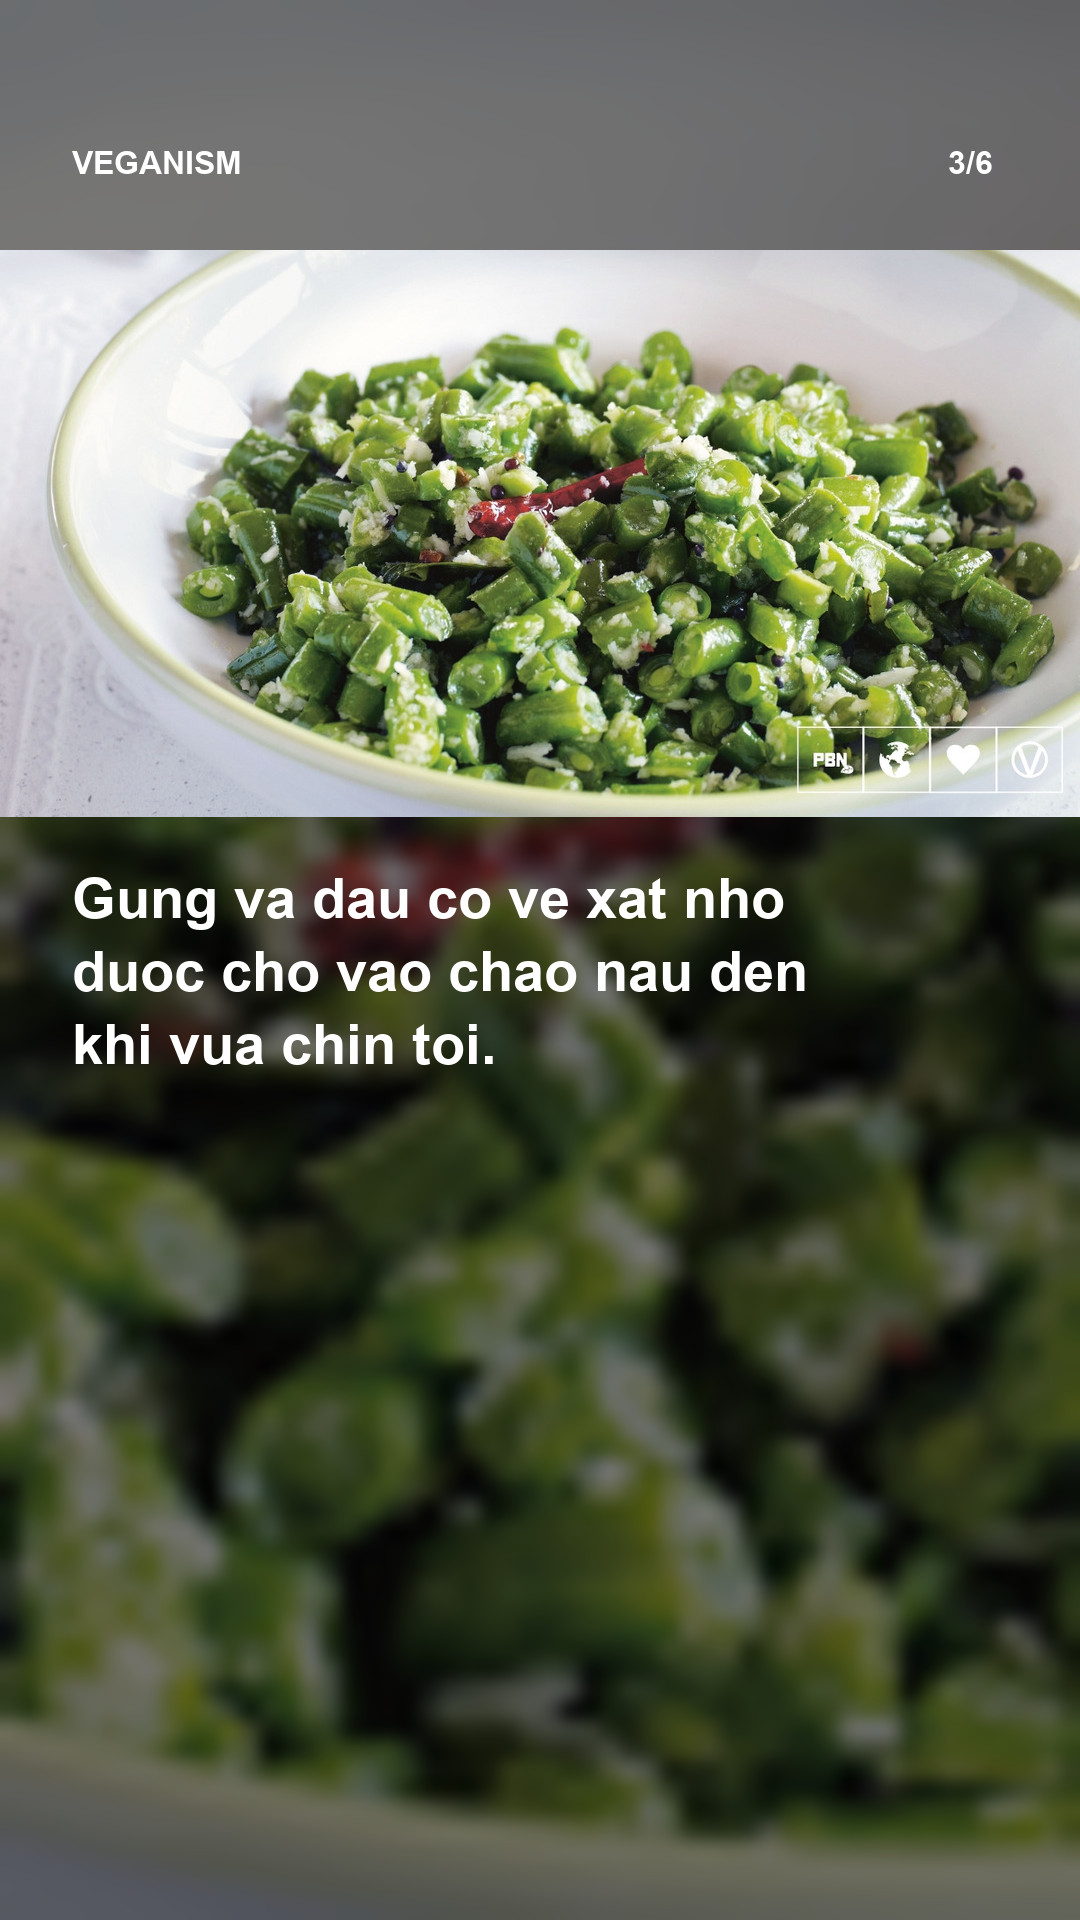 VEGANISM
3/6
PBN
Gung va dau co ve xat nho
duoc cho vao chao nau den
khi vua chin toi.